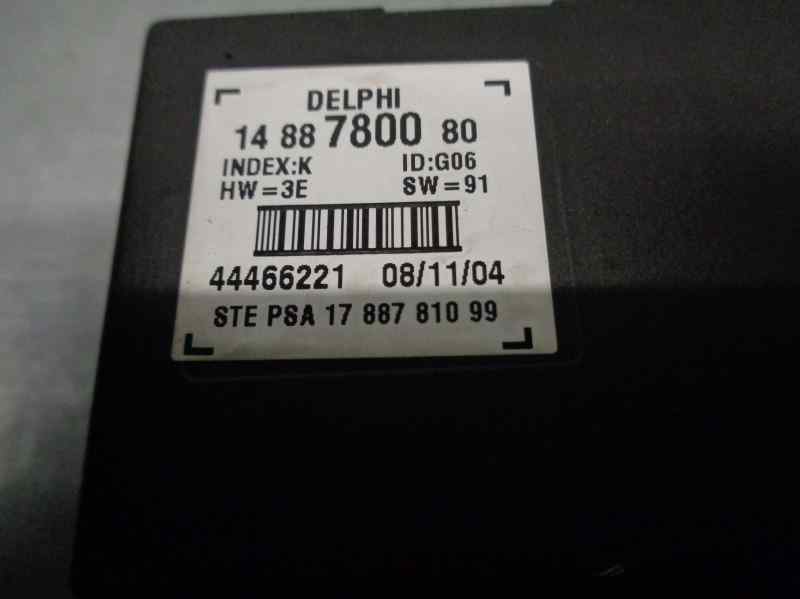 DELPHI
14 88 7800 80
INDEX:K ID:G06
HW=3E SW=91
44466221 08/11/04
STE PSA 17 887 810 99